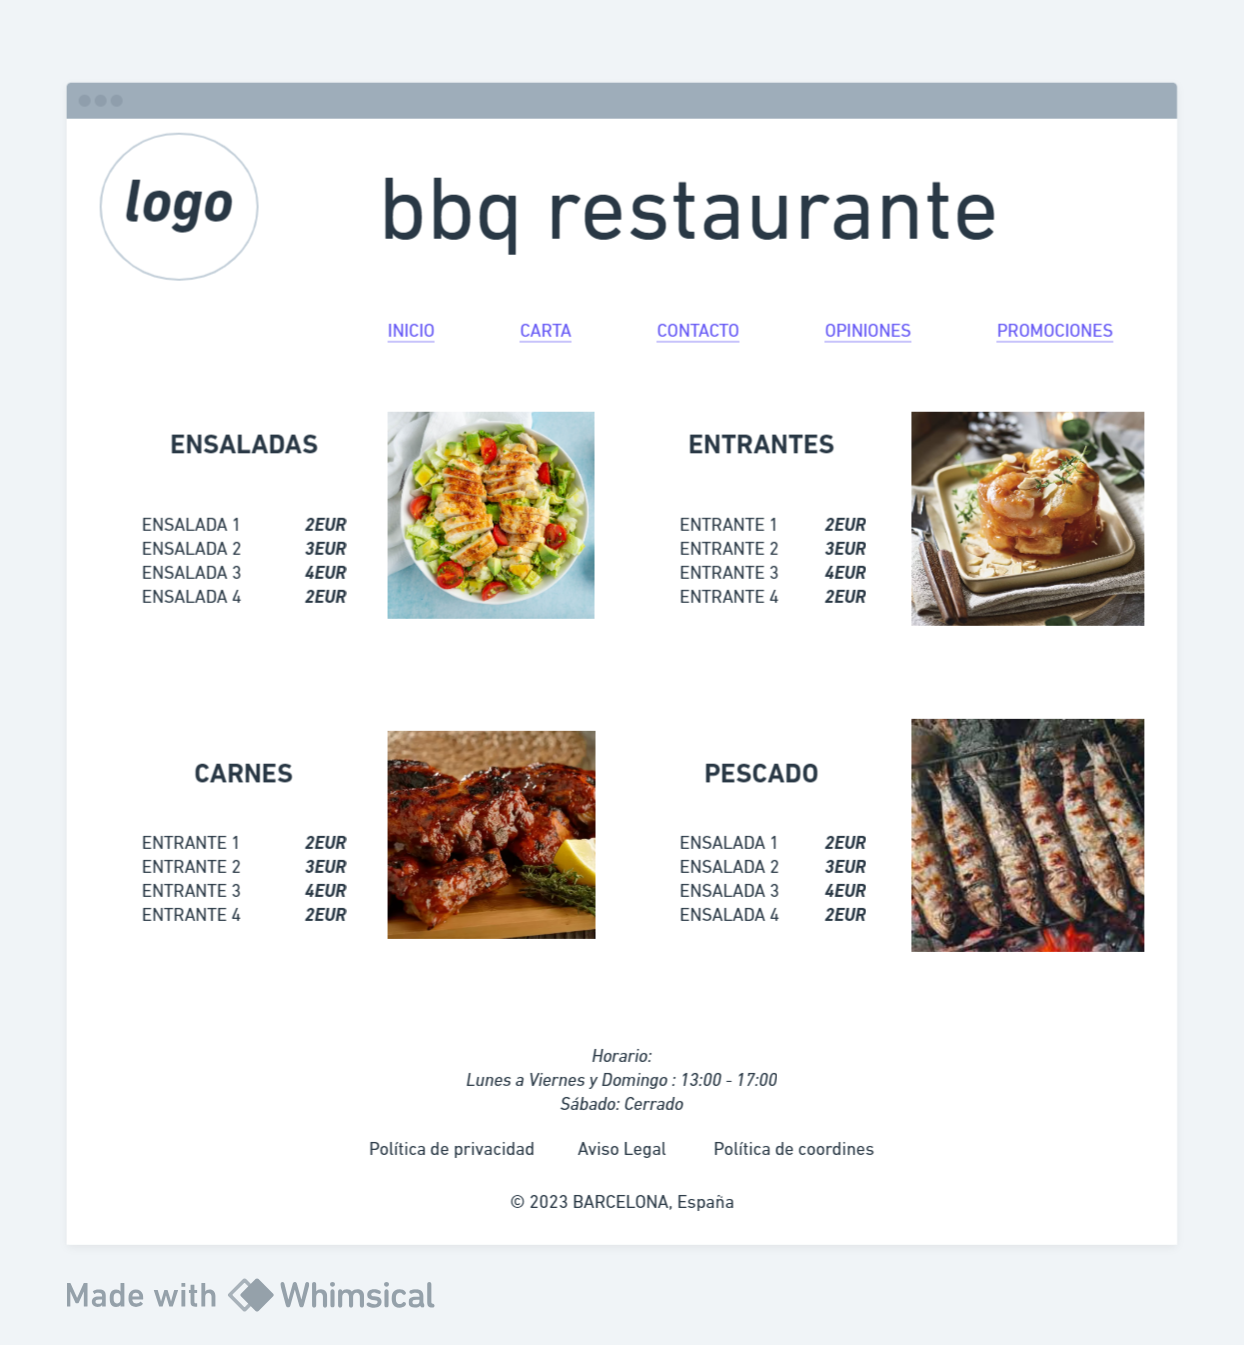 logo
bbq restaurante
INICIO CARTA CONTACTO OPINIONES PROMOCIONES
ENSALADAS
ENSALADA 1 2EUR
ENSALADA 2 3EUR
ENSALADA 3 4EUR
ENSALADA 4 2EUR
ENTRANTES
ENTRANTE 1 2EUR
ENTRANTE 2 3EUR
ENTRANTE 3 4EUR
ENTRANTE 4 2EUR
CARNES
ENTRANTE 1 2EUR
ENTRANTE 2 3EUR
ENTRANTE 3 4EUR
ENTRANTE 4 2EUR
PESCADO
ENSALADA 1 2EUR
ENSALADA 2 3EUR
ENSALADA 3 4EUR
ENSALADA 4 2EUR
Horario:
Lunes a Viernes y Domingo : 13:00 - 17:00
Sábado: Cerrado
Política de privacidad Aviso Legal Política de coordines
© 2023 BARCELONA, España
Made with Whimsical